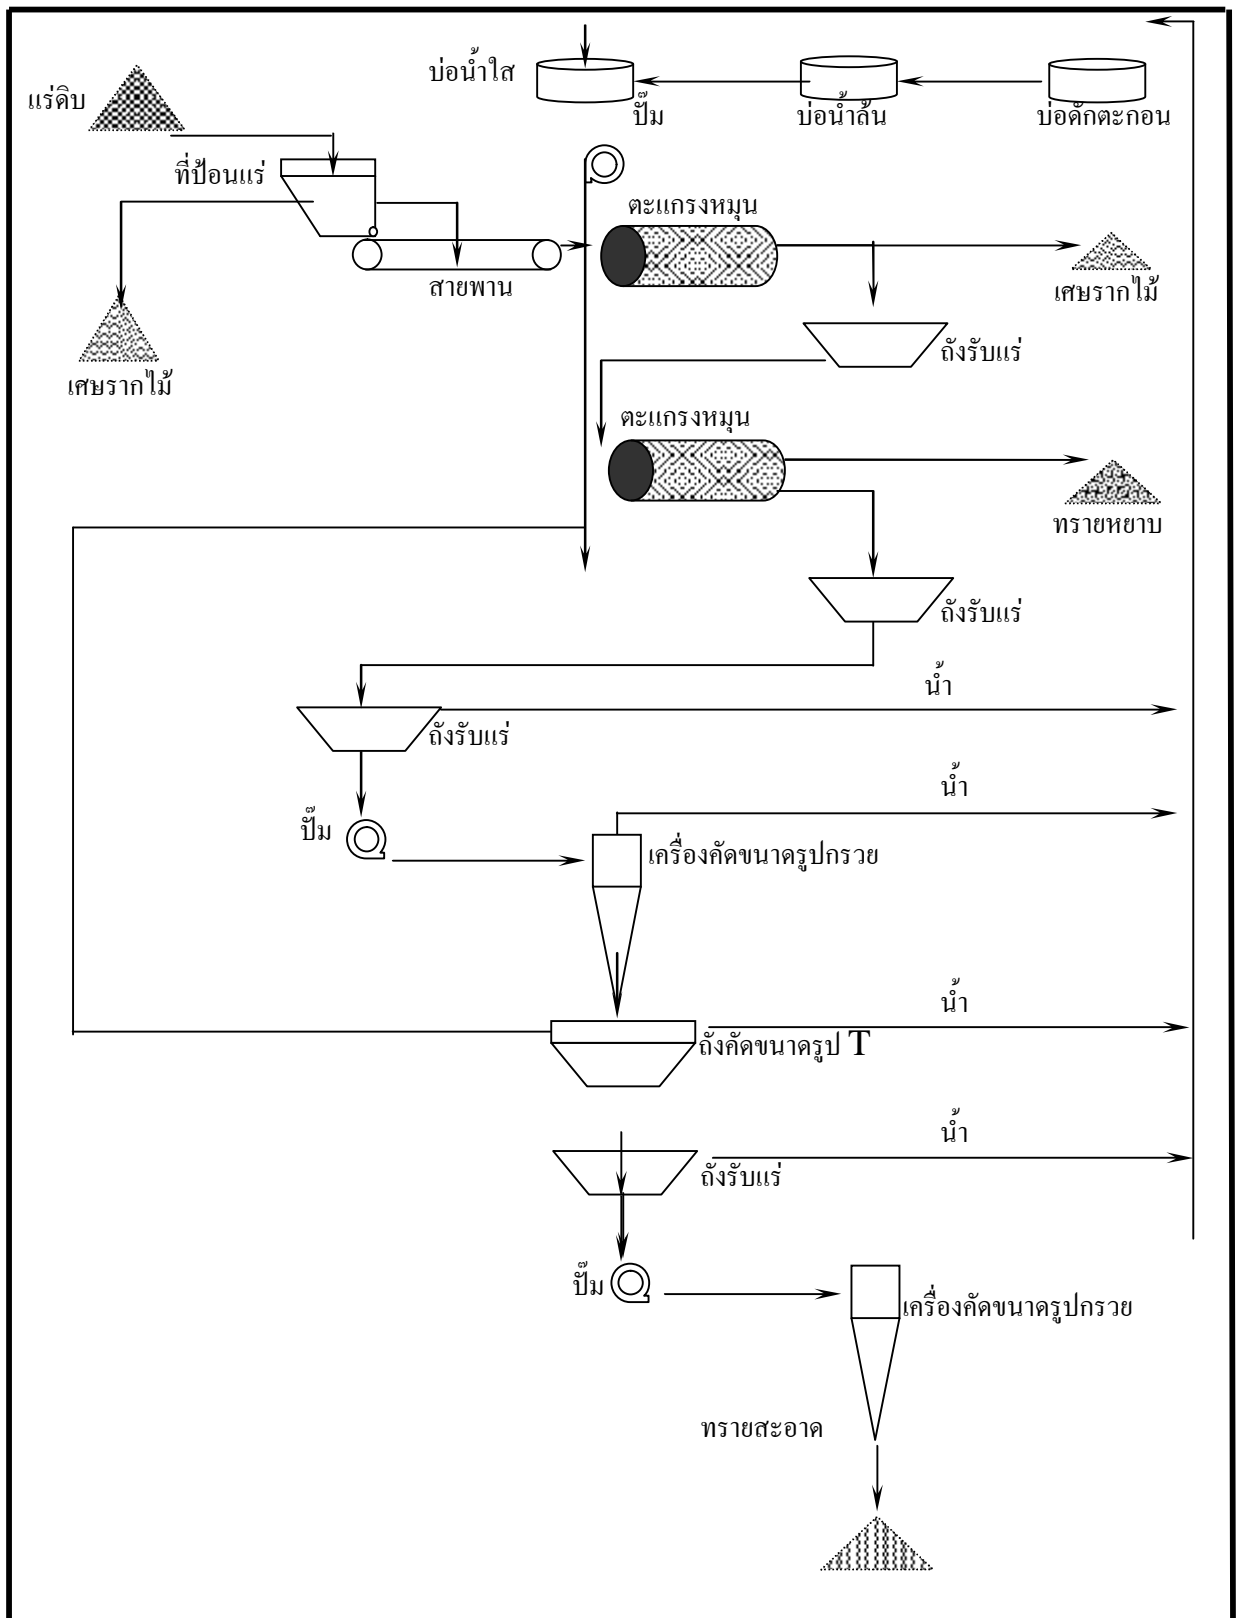 บ่อน้ำใส
แร่ดิบ
ปั๊ม
บ่อน้ำล้น
บ่อดักตะกอน
ที่ป้อนแร่
ตะแกรงหมุน
สายพาน
เศษรากไม้
ถังรับแร่
เศษรากไม้
ตะแกรงหมุน
ทรายหยาบ
ถังรับแร่
น้ำ
ถังรับแร่
น้ำ
ปั๊ม
เครื่องคัดขนาดรูปกรวย
น้ำ
ถังคัดขนาดรูป T
น้ำ
ถังรับแร่
ปั๊ม
เครื่องคัดขนาดรูปกรวย
ทรายสะอาด